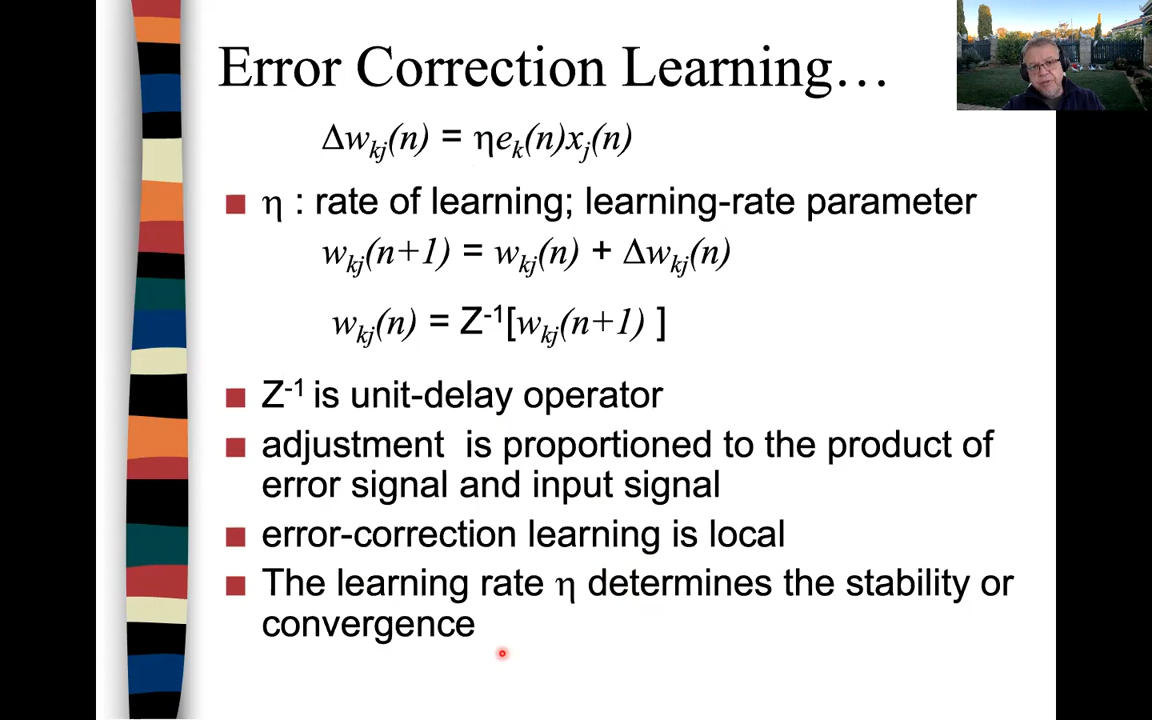 Error Correction Learning…
Δwkj(n) = ηek(n)xj(n)
η : rate of learning; learning-rate parameter
wkj(n+1) = wkj(n) + Δwkj(n)
wkj(n) = Z-1[wkj(n+1) ]
Z-1 is unit-delay operator
adjustment is proportioned to the product of
error signal and input signal
error-correction learning is local
The learning rate η determines the stability or
convergence